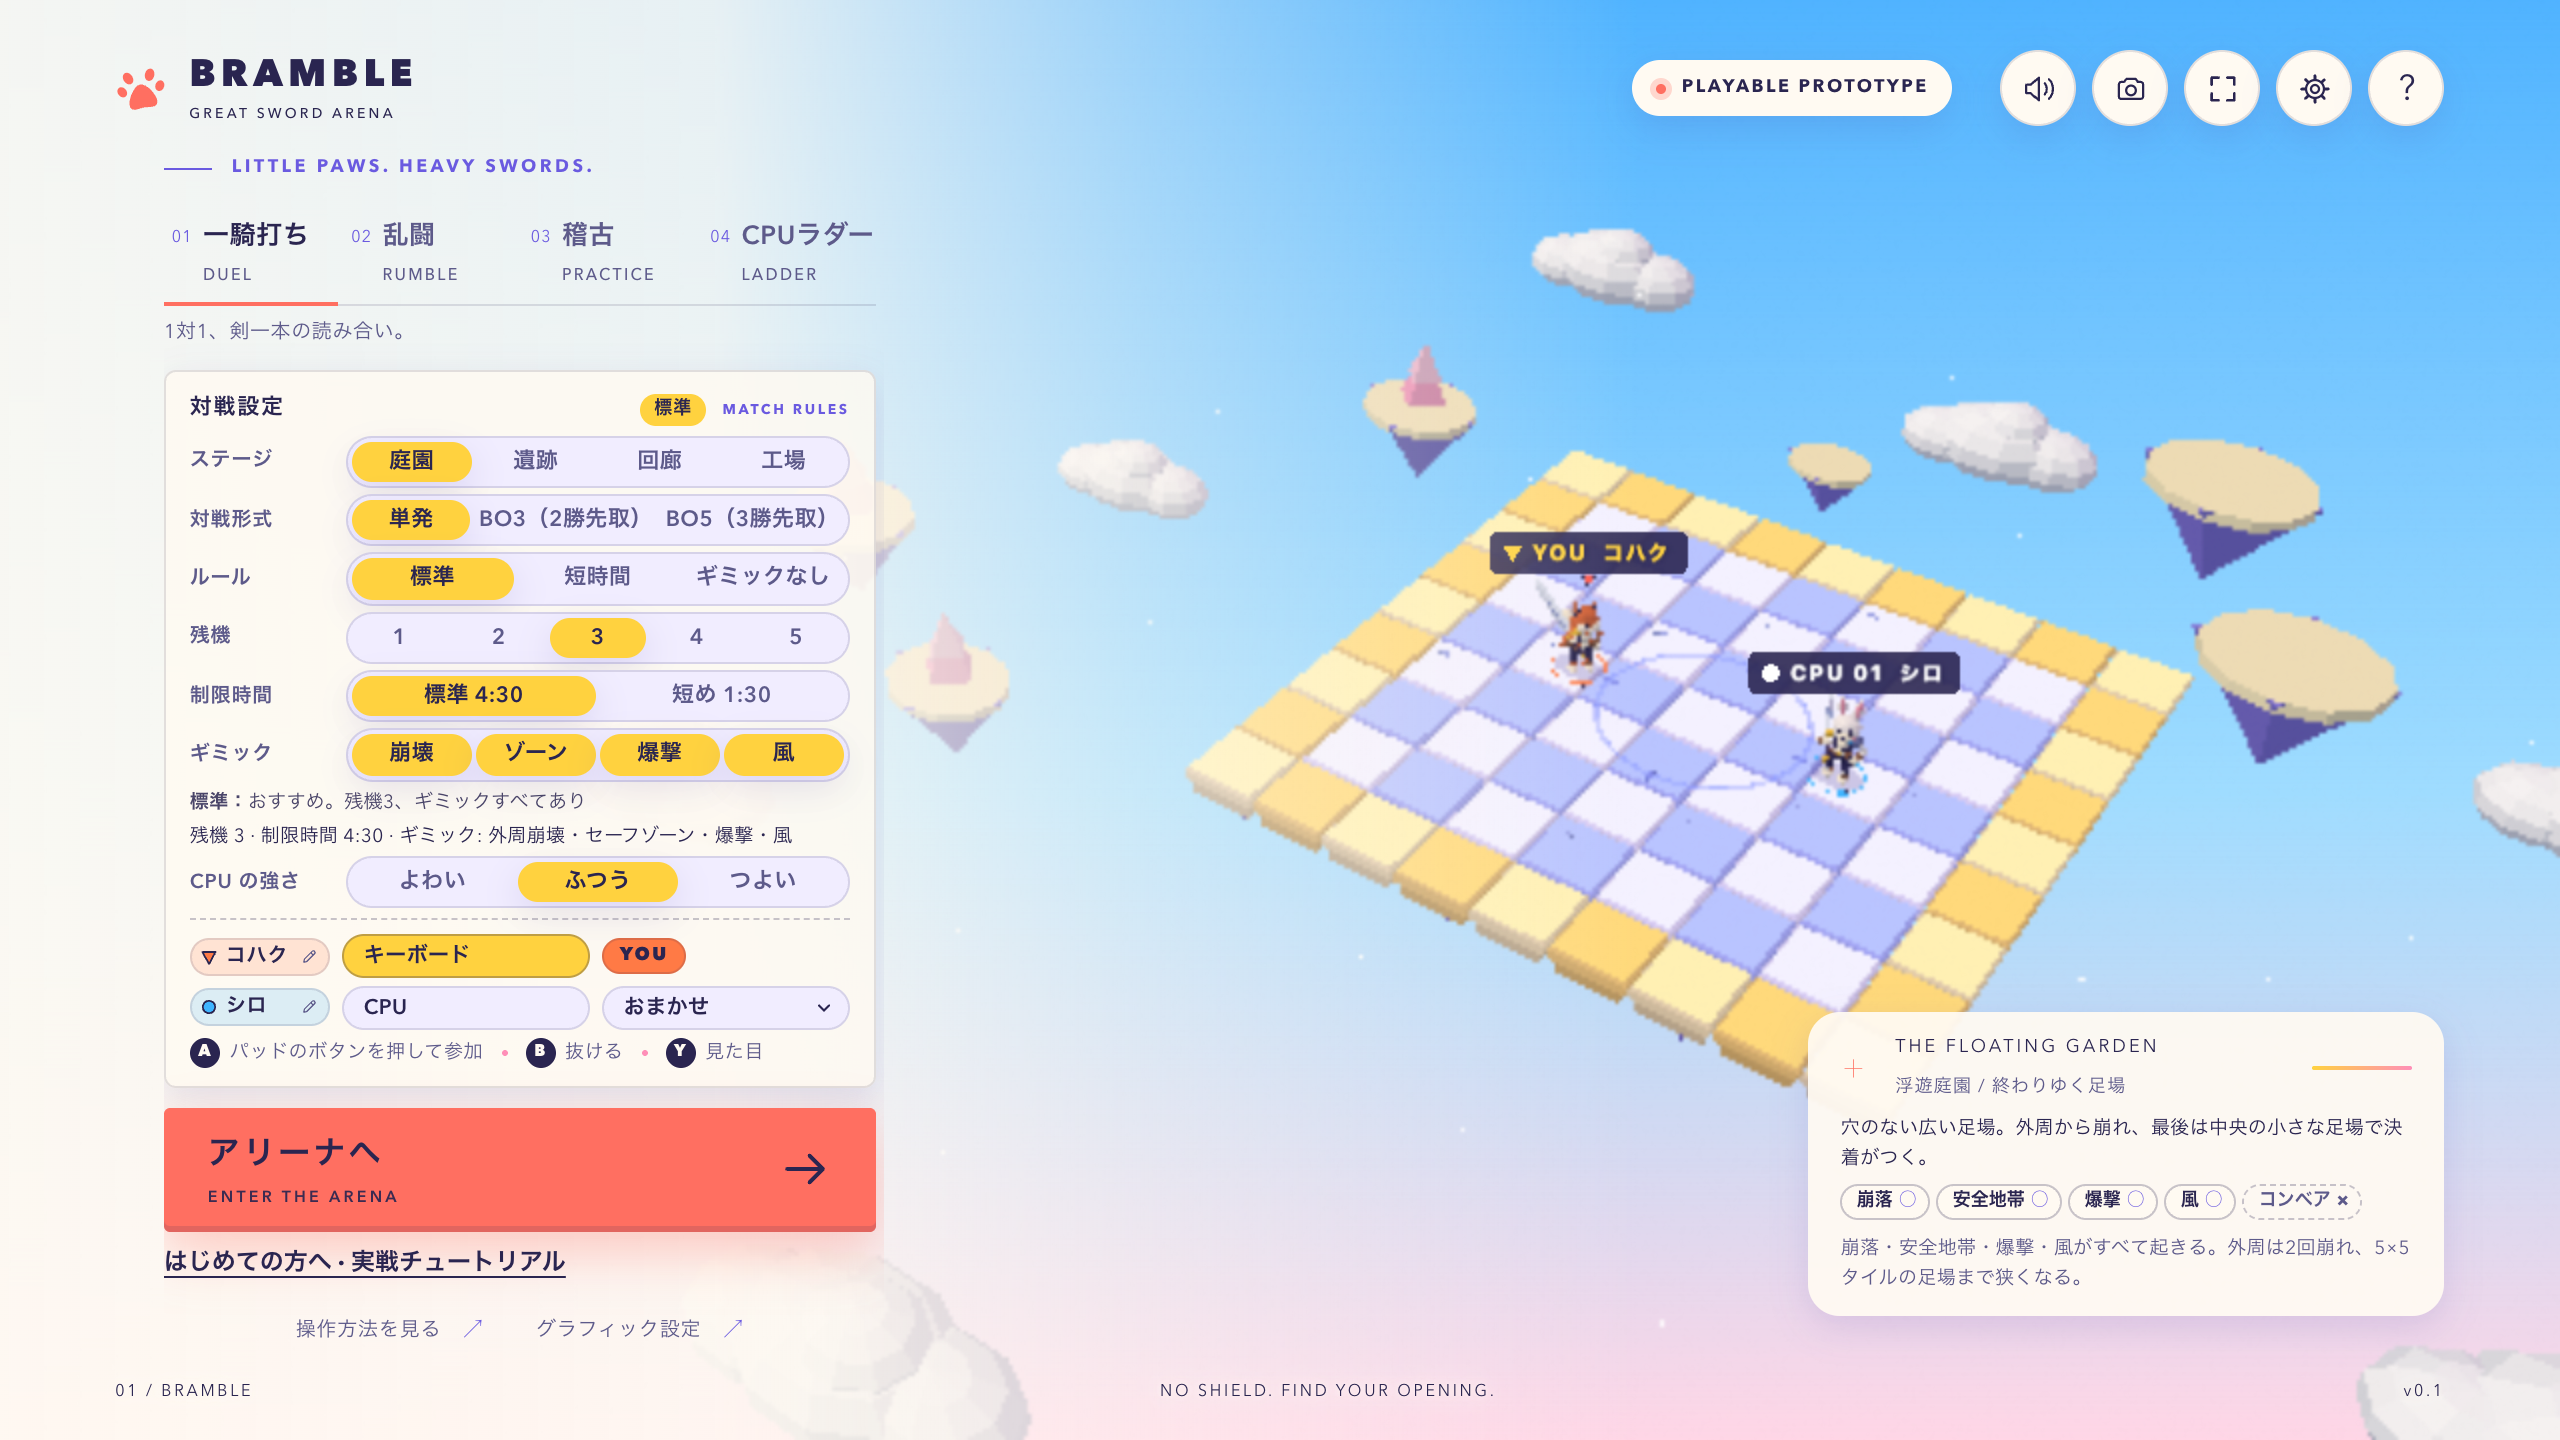 BRAMBLE
GREAT SWORD ARENA
PLAYABLE PROTOTYPE
?
LITTLE PAWS. HEAVY SWORDS.
01 一騎打ち 02 乱闘 03 稽古 04 CPUラダー
DUEL RUMBLE PRACTICE LADDER
1対1、剣一本の読み合い。
対戦設定 標準 MATCH RULES
ステージ 庭園 遺跡 回廊 工場
対戦形式 単発 BO3（2勝先取） BO5（3勝先取）
ルール 標準 短時間 ギミックなし
残機 1 2 3 4 5
制限時間 標準 4:30 短め 1:30
ギミック 崩壊 ゾーン 爆撃 風
標準：おすすめ。残機3、ギミックすべてあり
残機 3 · 制限時間 4:30 · ギミック: 外周崩壊・セーフゾーン・爆撃・風
CPU の強さ よわい ふつう つよい
コハク キーボード YOU
シロ CPU おまかせ
A パッドのボタンを押して参加 • B 抜ける • Y 見た目
アリーナへ
ENTER THE ARENA
はじめての方へ · 実戦チュートリアル
操作方法を見る ↗ グラフィック設定 ↗
▼ YOU コハク
● CPU 01 シロ
THE FLOATING GARDEN
浮遊庭園 / 終わりゆく足場
穴のない広い足場。外周から崩れ、最後は中央の小さな足場で決
着がつく。
崩落 〇 安全地帯 〇 爆撃 〇 風 〇 コンベア ×
崩落・安全地帯・爆撃・風がすべて起きる。外周は2回崩れ、5×5
タイルの足場まで狭くなる。
01 / BRAMBLE
NO SHIELD. FIND YOUR OPENING.
v0.1